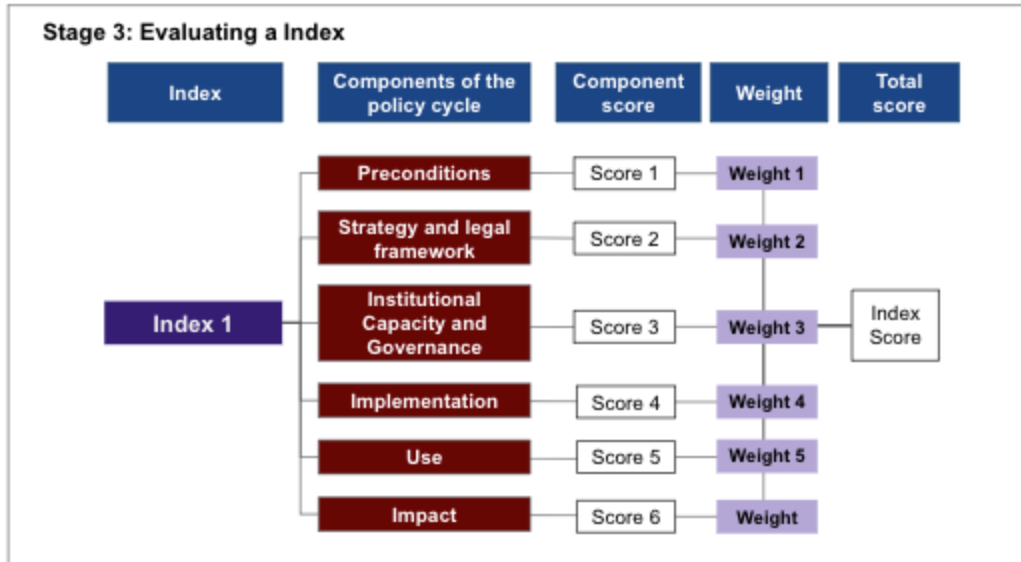 Stage 3: Evaluating a Index
Index
Components of the
policy cycle
Component
score
Weight
Total
score
Preconditions
Score 1
Weight 1
Strategy and legal
framework
Score 2
Weight 2
Index 1
Institutional
Capacity and
Governance
Score 3
Weight 3
Index
Score
Implementation
Score 4
Weight 4
Use
Score 5
Weight 5
Impact
Score 6
Weight